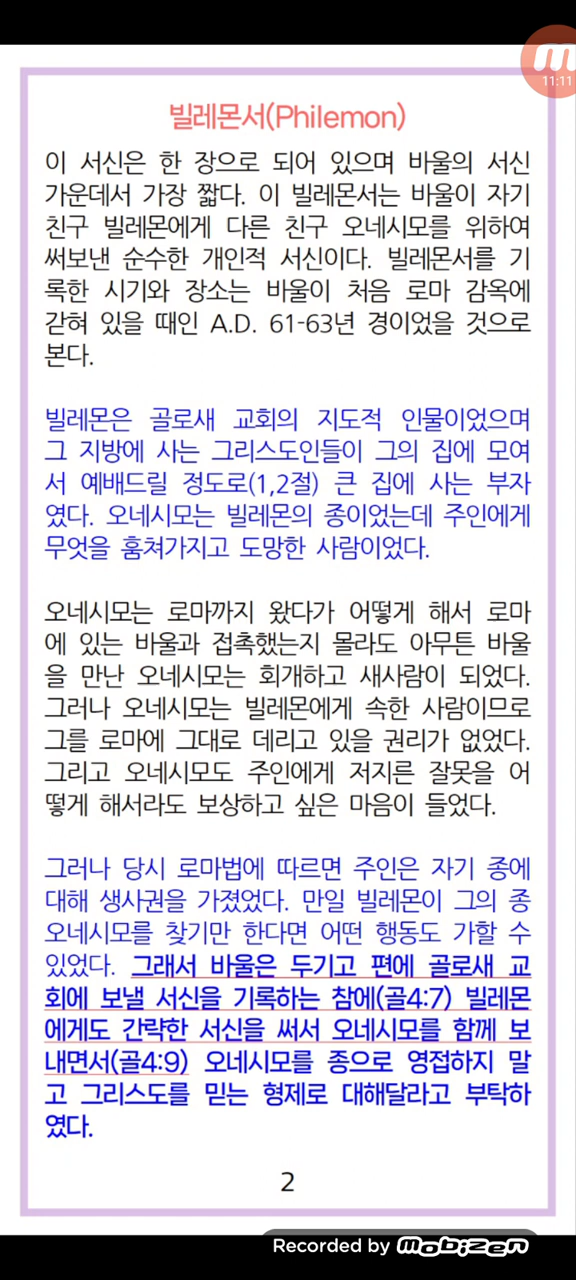 11:11
빌레몬서(Philemon)
이 서신은 한 장으로 되어 있으며 바울의 서신
가운데서 가장 짧다. 이 빌레몬서는 바울이 자기
친구 빌레몬에게 다른 친구 오네시모를 위하여
써보낸 순수한 개인적 서신이다. 빌레몬서를 기
록한 시기와 장소는 바울이 처음 로마 감옥에
갇혀 있을 때인 A.D. 61-63년 경이었을 것으로
본다.
빌레몬은 골로새 교회의 지도적 인물이었으며
그 지방에 사는 그리스도인들이 그의 집에 모여
서 예배드릴 정도로(1,2절) 큰 집에 사는 부자
였다. 오네시모는 빌레몬의 종이었는데 주인에게
무엇을 훔쳐가지고 도망한 사람이었다.
오네시모는 로마까지 왔다가 어떻게 해서 로마
에 있는 바울과 접촉했는지 몰라도 아무튼 바울
을 만난 오네시모는 회개하고 새사람이 되었다.
그러나 오네시모는 빌레몬에게 속한 사람이므로
그를 로마에 그대로 데리고 있을 권리가 없었다.
그리고 오네시모도 주인에게 저지른 잘못을 어
떻게 해서라도 보상하고 싶은 마음이 들었다.
그러나 당시 로마법에 따르면 주인은 자기 종에
대해 생사권을 가졌었다. 만일 빌레몬이 그의 종
오네시모를 찾기만 한다면 어떤 행동도 가할 수
있었다. 그래서 바울은 두기고 편에 골로새 교
회에 보낼 서신을 기록하는 참에(골4:7) 빌레몬
에게도 간략한 서신을 써서 오네시모를 함께 보
내면서(골4:9) 오네시모를 종으로 영접하지 말
고 그리스도를 믿는 형제로 대해달라고 부탁하
였다.
2
Recorded by mobizen